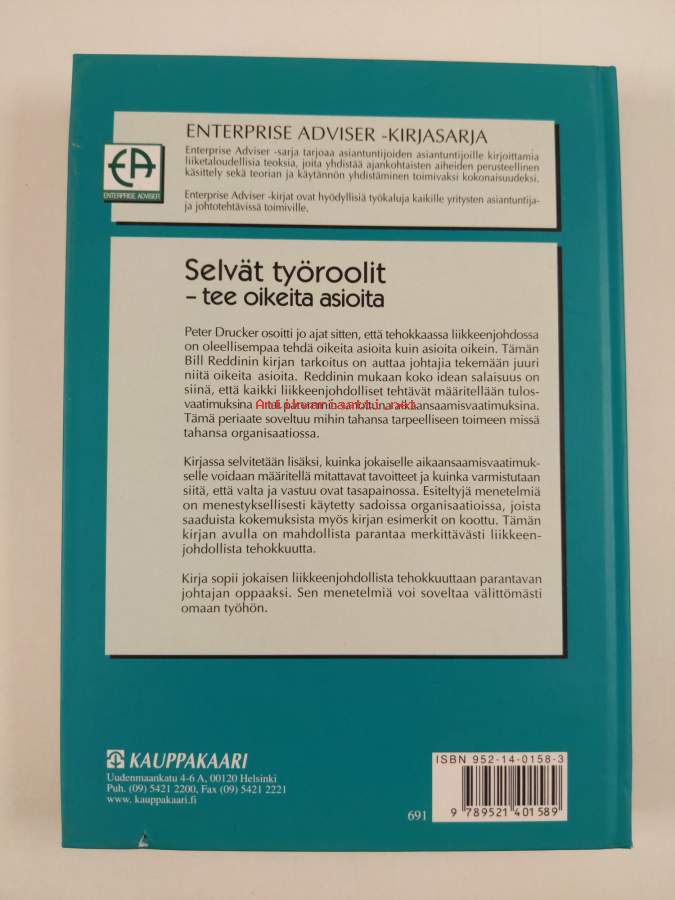 ENTERPRISE ADVISER -KIRJASARJA
Enterprise Adviser -sarja tarjoaa asiantuntijoiden asiantuntijoille kirjoittamia
liiketaloudellisia teoksia, joita yhdistää ajankohtaisten aiheiden perusteellinen
käsittely sekä teorian ja käytännön yhdistäminen toimivaksi kokonaisuudeksi.
Enterprise Adviser -kirjat ovat hyödyllisiä työkaluja kaikille yritysten asiantuntija-
ja johtotehtävissä toimiville.
EA
ENTERPRISE ADVISER
Selvät työroolit
– tee oikeita asioita
Peter Drucker osoitti jo ajat sitten, että tehokkaassa liikkeenjohdossa
on oleellisempaa tehdä oikeita asioita kuin asioita oikein. Tämän
Bill Reddinin kirjan tarkoitus on auttaa johtajia tekemään juuri
niitä oikeita asioita. Reddinin mukaan koko idean salaisuus on
siinä, että kaikki liikkeenjohdolliset tehtävät määritellään tulos-
vaatimuksina – tai paremmin sanottuna aikaansaamisvaatimuksina.
Tämä periaate soveltuu mihin tahansa tarpeelliseen toimeen missä
tahansa organisaatiossa.
Kirjassa selvitetään lisäksi, kuinka jokaiselle aikaansaamisvaatimuk-
selle voidaan määritellä mitattavat tavoitteet ja kuinka varmistutaan
siitä, että valta ja vastuu ovat tasapainossa. Esiteltyjä menetelmiä
on menestyksellisesti käytetty sadoissa organisaatioissa, joista
saaduista kokemuksista myös kirjan esimerkit on koottu. Tämän
kirjan avulla on mahdollista parantaa merkittävästi liikkeen-
johdollista tehokkuutta.
Kirja sopii jokaisen liikkeenjohdollista tehokkuuttaan parantavan
johtajan oppaaksi. Sen menetelmiä voi soveltaa välittömästi
omaan työhön.
KAUPPAKAARI
Uudenmaankatu 4-6 A, 00120 Helsinki
Puh. (09) 5421 2200, Fax (09) 5421 2221
www.kauppakaari.fi
691
ISBN 952-14-0158-3
9 789521 401589